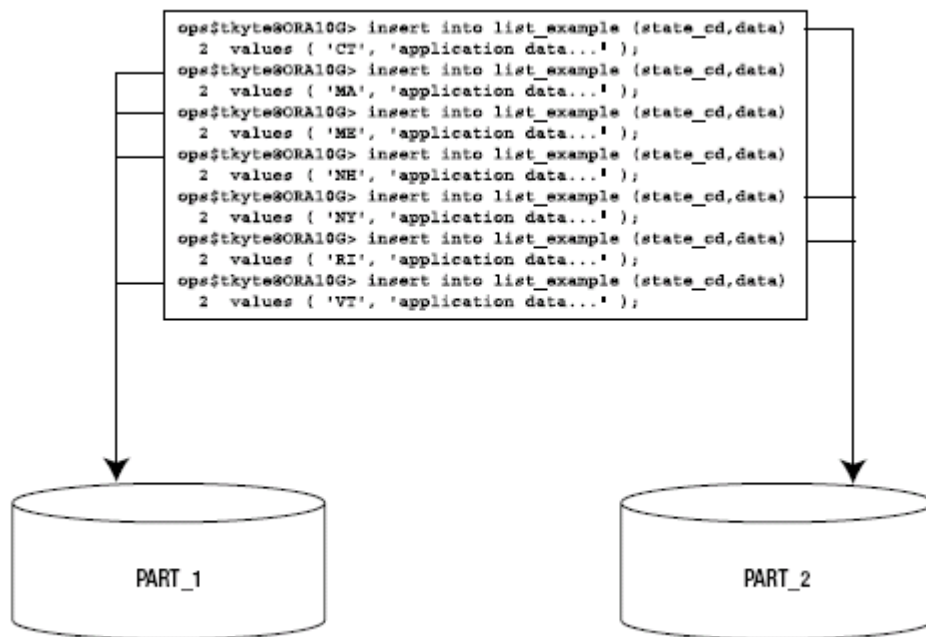 ops$tkyte@ORA10G> insert into list_example (state_cd,data)
2 values ( 'CT', 'application data...' );
ops$tkyte@ORA10G> insert into list_example (state_cd,data)
2 values ( 'MA', 'application data...' );
ops$tkyte@ORA10G> insert into list_example (state_cd,data)
2 values ( 'ME', 'application data...' );
ops$tkyte@ORA10G> insert into list_example (state_cd,data)
2 values ( 'NH', 'application data...' );
ops$tkyte@ORA10G> insert into list_example (state_cd,data)
2 values ( 'NY', 'application data...' );
ops$tkyte@ORA10G> insert into list_example (state_cd,data)
2 values ( 'RI', 'application data...' );
ops$tkyte@ORA10G> insert into list_example (state_cd,data)
2 values ( 'VT', 'application data...' );
PART_1
PART_2